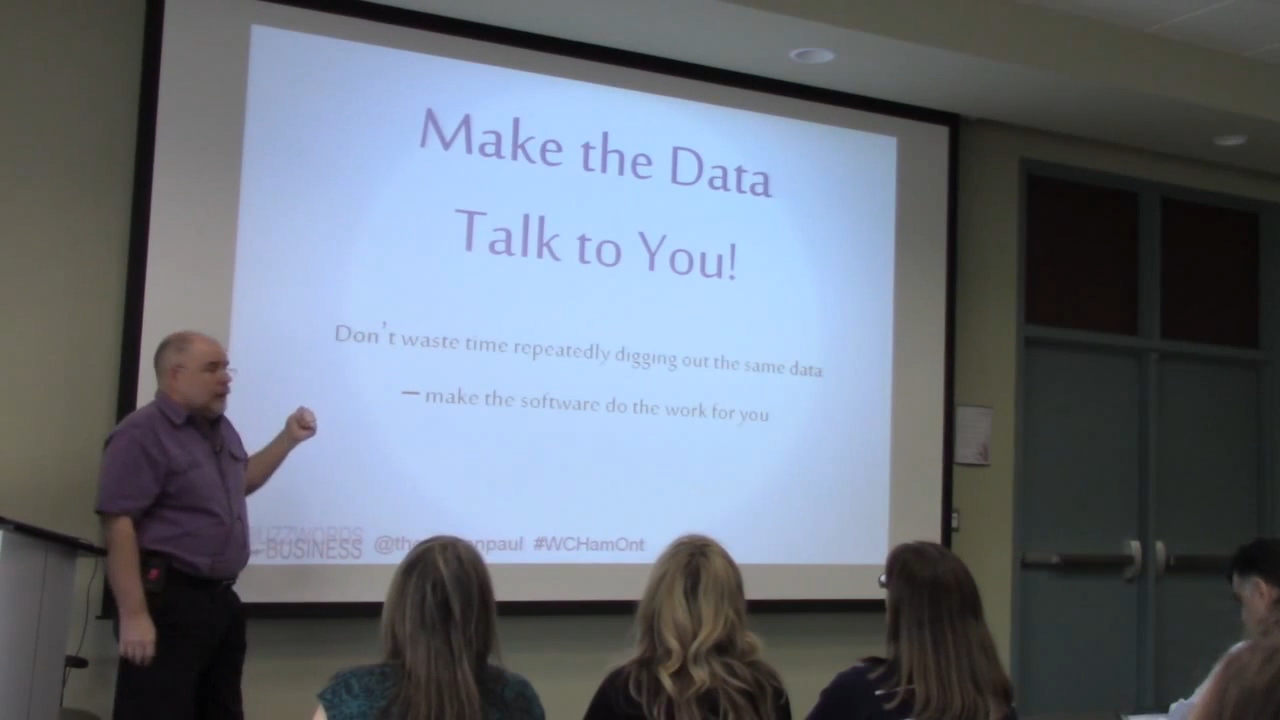 Make the Data
Talk to You!
Don't waste time repeatedly digging out the same data
– make the software do the work for you
BUSINESS #WCHamOnt